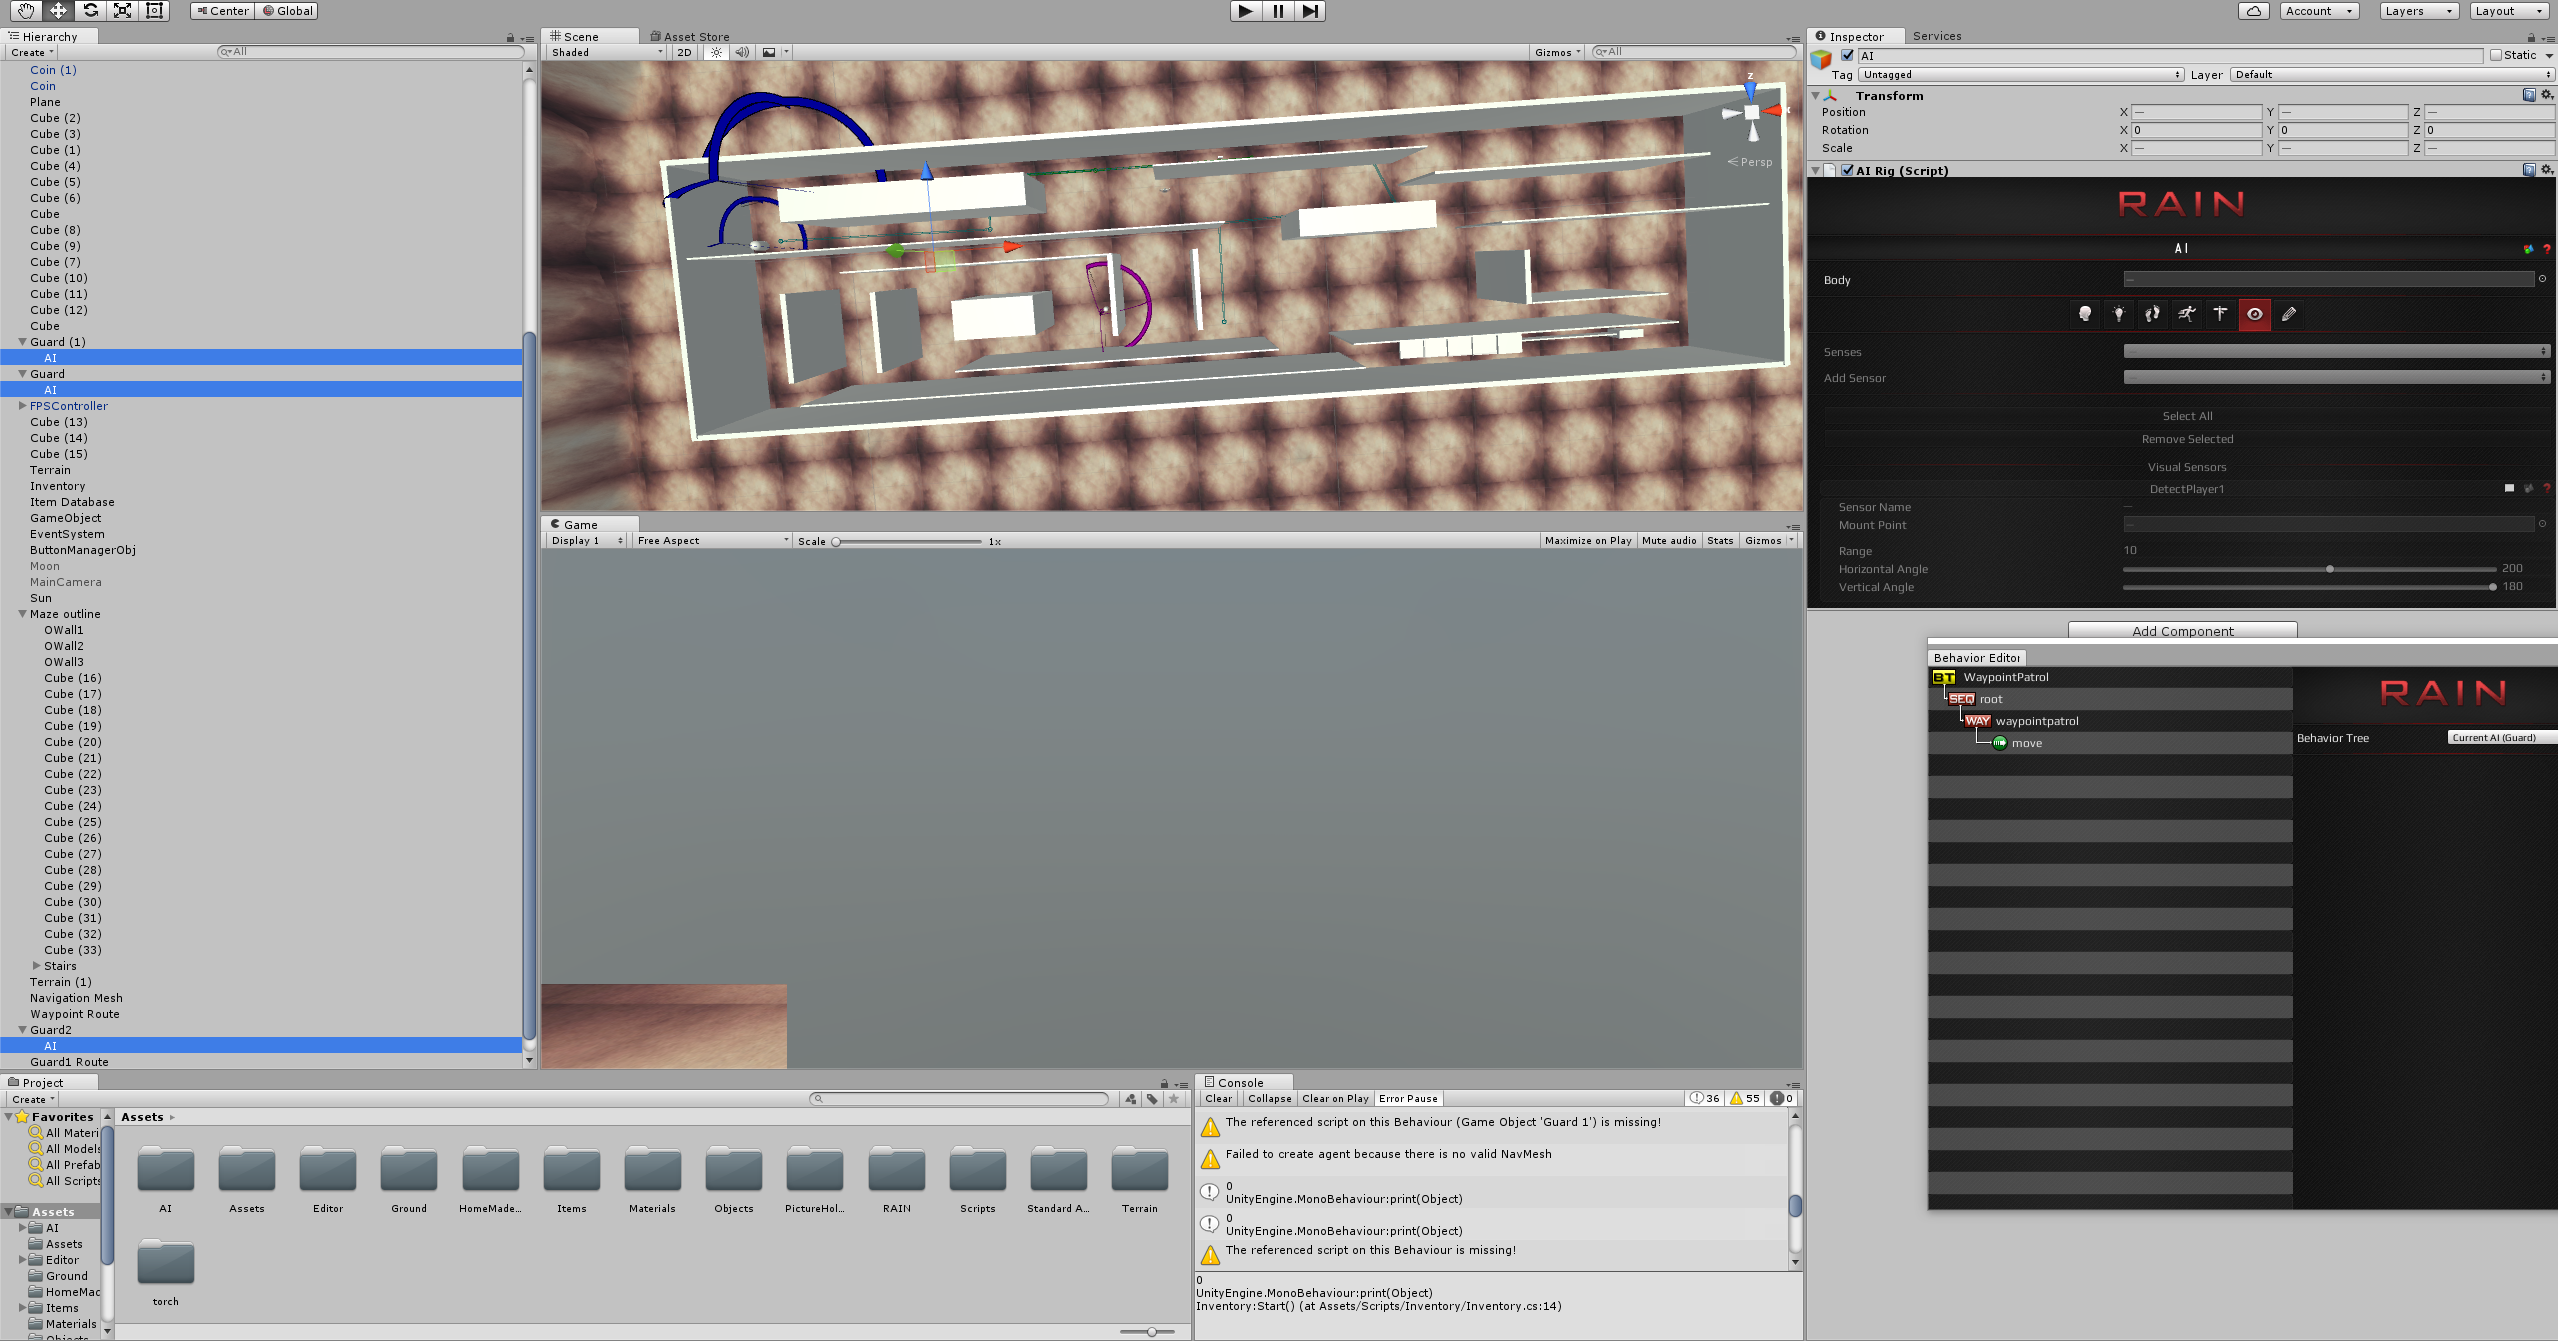 Center
Global
Account
Layers
Layout
Hierarchy
Create
All
Coin (1)
Coin
Plane
Cube (2)
Cube (3)
Cube (1)
Cube (4)
Cube (5)
Cube (6)
Cube
Cube (8)
Cube (9)
Cube (7)
Cube (10)
Cube (11)
Cube (12)
Cube
Guard (1)
AI
Guard
AI
FPSController
Cube (13)
Cube (14)
Cube (15)
Terrain
Inventory
Item Database
GameObject
EventSystem
ButtonManagerObj
Moon
MainCamera
Sun
Maze outline
OWall1
OWall2
OWall3
Cube (16)
Cube (17)
Cube (18)
Cube (19)
Cube (20)
Cube (21)
Cube (22)
Cube (23)
Cube (24)
Cube (25)
Cube (26)
Cube (27)
Cube (28)
Cube (29)
Cube (30)
Cube (31)
Cube (32)
Cube (33)
Stairs
Terrain (1)
Navigation Mesh
Waypoint Route
Guard2
AI
Guard1 Route
Scene
Asset Store
Shaded
2D
Gizmos
All
z
Persp
Game
Display 1
Free Aspect
Scale
1x
Maximize on Play
Mute audio
Stats
Gizmos
Inspector
Services
AI
Static
Tag
Untagged
Layer
Default
Transform
Position
X —
Y —
Z —
Rotation
X 0
Y 0
Z 0
Scale
X —
Y —
Z —
AI Rig (Script)
RAIN
AI
?
Body
—
Senses
Add Sensor
Select All
Remove Selected
Visual Sensors
DetectPlayer1
?
Sensor Name
—
Mount Point
—
Range
10
Horizontal Angle
200
Vertical Angle
180
Add Component
Behavior Editor
BT WaypointPatrol
SEQ root
WAY waypointpatrol
move
RAIN
Behavior Tree
Current AI (Guard)
Project
Create
Favorites
All Materi
All Models
All Prefab
All Scripts
Assets
AI
Assets
Editor
Ground
HomeMac
Items
Materials
Objects
Assets
AI
Assets
Editor
Ground
HomeMade...
Items
Materials
Objects
PictureHol...
RAIN
Scripts
Standard A...
Terrain
torch
Console
Clear
Collapse
Clear on Play
Error Pause
36
55
0
The referenced script on this Behaviour (Game Object 'Guard 1') is missing!
Failed to create agent because there is no valid NavMesh
0
UnityEngine.MonoBehaviour:print(Object)
0
UnityEngine.MonoBehaviour:print(Object)
The referenced script on this Behaviour is missing!
0
UnityEngine.MonoBehaviour:print(Object)
Inventory:Start() (at Assets/Scripts/Inventory/Inventory.cs:14)